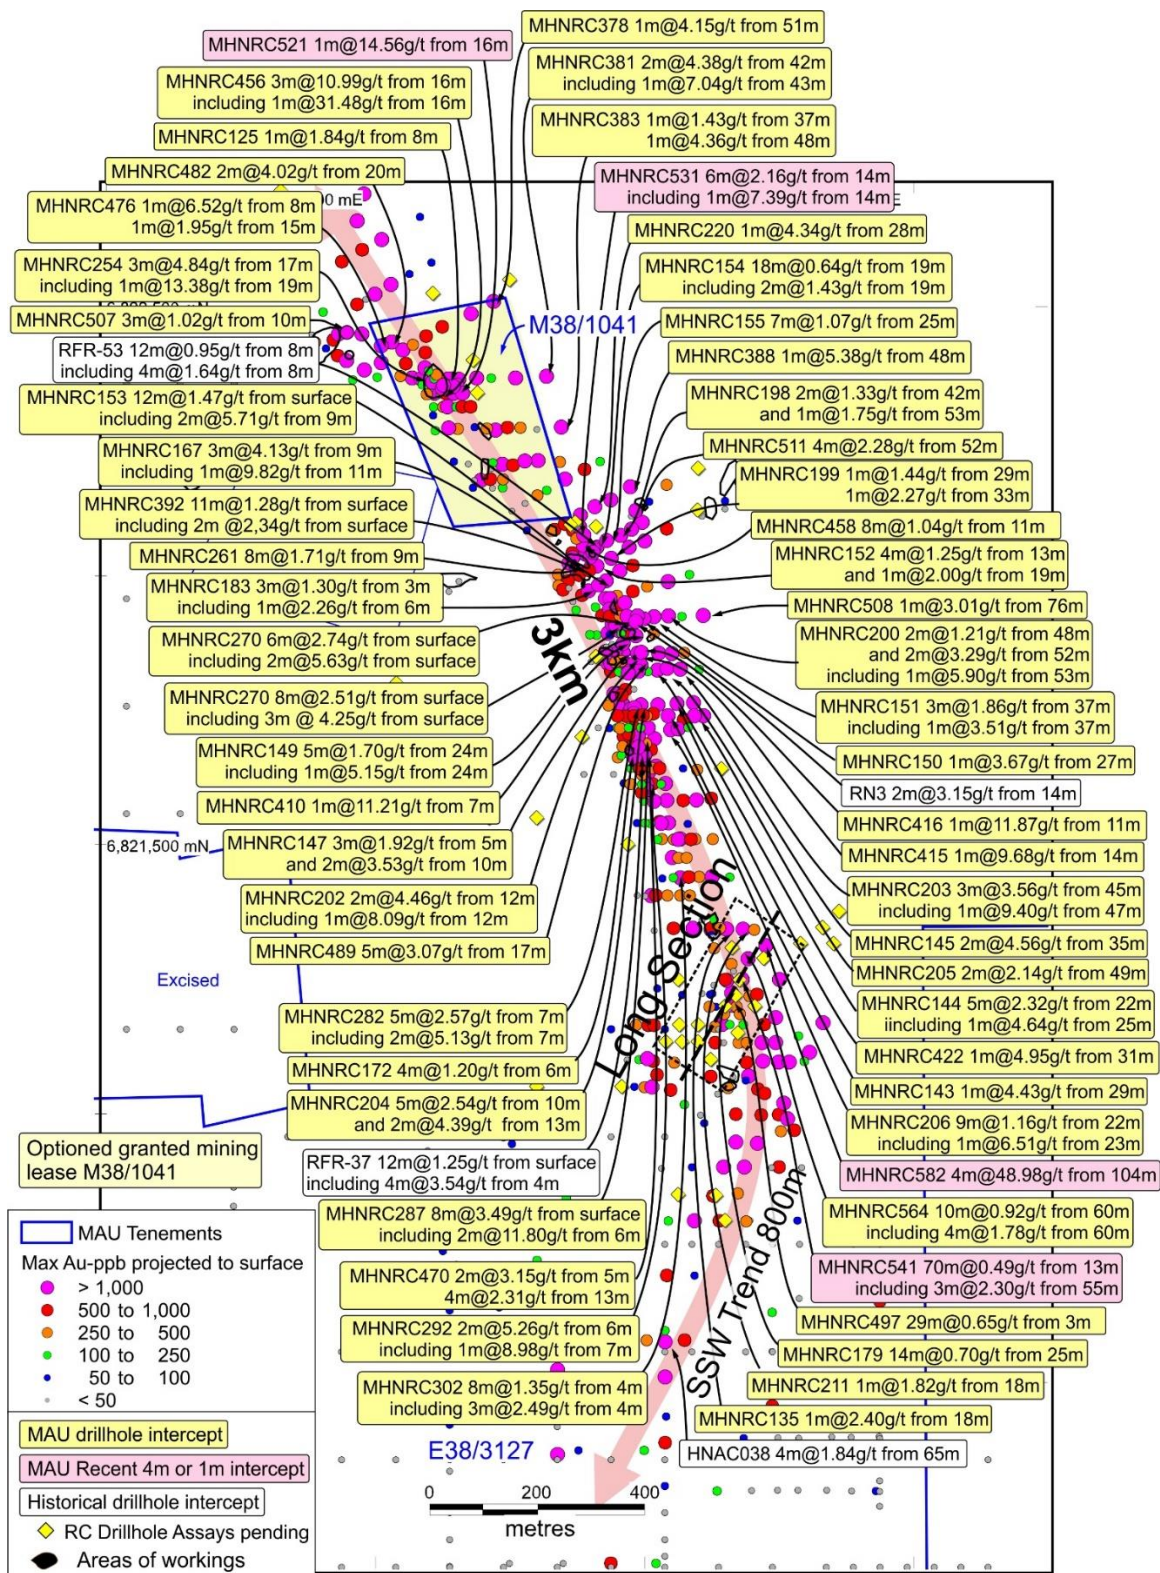 MHNRC378 1m@4.15g/t from 51m
MHNRC521 1m@14.56g/t from 16m
MHNRC381 2m@4.38g/t from 42m
including 1m@7.04g/t from 43m
MHNRC456 3m@10.99g/t from 16m
including 1m@31.48g/t from 16m
MHNRC383 1m@1.43g/t from 37m
1m@4.36g/t from 48m
MHNRC125 1m@1.84g/t from 8m
MHNRC482 2m@4.02g/t from 20m
MHNRC531 6m@2.16g/t from 14m
including 1m@7.39g/t from 14m
00 mE
E
MHNRC476 1m@6.52g/t from 8m
1m@1.95g/t from 15m
MHNRC220 1m@4.34g/t from 28m
MHNRC254 3m@4.84g/t from 17m
including 1m@13.38g/t from 19m
MHNRC154 18m@0.64g/t from 19m
including 2m@1.43g/t from 19m
MHNRC507 3m@1.02g/t from 10m
M38/1041
MHNRC155 7m@1.07g/t from 25m
RFR-53 12m@0.95g/t from 8m
including 4m@1.64g/t from 8m
MHNRC388 1m@5.38g/t from 48m
MHNRC153 12m@1.47g/t from surface
including 2m@5.71g/t from 9m
MHNRC198 2m@1.33g/t from 42m
and 1m@1.75g/t from 53m
MHNRC167 3m@4.13g/t from 9m
including 1m@9.82g/t from 11m
MHNRC511 4m@2.28g/t from 52m
MHNRC199 1m@1.44g/t from 29m
1m@2.27g/t from 33m
MHNRC392 11m@1.28g/t from surface
including 2m @2,34g/t from surface
MHNRC458 8m@1.04g/t from 11m
MHNRC261 8m@1.71g/t from 9m
MHNRC152 4m@1.25g/t from 13m
and 1m@2.00g/t from 19m
MHNRC183 3m@1.30g/t from 3m
including 1m@2.26g/t from 6m
MHNRC508 1m@3.01g/t from 76m
MHNRC270 6m@2.74g/t from surface
including 2m@5.63g/t from surface
3km
MHNRC200 2m@1.21g/t from 48m
and 2m@3.29g/t from 52m
including 1m@5.90g/t from 53m
MHNRC270 8m@2.51g/t from surface
including 3m @ 4.25g/t from surface
MHNRC151 3m@1.86g/t from 37m
including 1m@3.51g/t from 37m
MHNRC149 5m@1.70g/t from 24m
including 1m@5.15g/t from 24m
MHNRC150 1m@3.67g/t from 27m
RN3 2m@3.15g/t from 14m
MHNRC410 1m@11.21g/t from 7m
MHNRC416 1m@11.87g/t from 11m
6,821,500 mN
MHNRC147 3m@1.92g/t from 5m
and 2m@3.53g/t from 10m
MHNRC415 1m@9.68g/t from 14m
MHNRC202 2m@4.46g/t from 12m
including 1m@8.09g/t from 12m
MHNRC203 3m@3.56g/t from 45m
including 1m@9.40g/t from 47m
MHNRC489 5m@3.07g/t from 17m
MHNRC145 2m@4.56g/t from 35m
Excised
Long Section
MHNRC205 2m@2.14g/t from 49m
MHNRC282 5m@2.57g/t from 7m
including 2m@5.13g/t from 7m
MHNRC144 5m@2.32g/t from 22m
iincluding 1m@4.64g/t from 25m
MHNRC172 4m@1.20g/t from 6m
MHNRC422 1m@4.95g/t from 31m
MHNRC204 5m@2.54g/t from 10m
and 2m@4.39g/t from 13m
MHNRC143 1m@4.43g/t from 29m
MHNRC206 9m@1.16g/t from 22m
including 1m@6.51g/t from 23m
Optioned granted mining
lease M38/1041
RFR-37 12m@1.25g/t from surface
including 4m@3.54g/t from 4m
MHNRC582 4m@48.98g/t from 104m
MHNRC287 8m@3.49g/t from surface
including 2m@11.80g/t from 6m
MHNRC564 10m@0.92g/t from 60m
including 4m@1.78g/t from 60m
SSW Trend 800m
MHNRC470 2m@3.15g/t from 5m
4m@2.31g/t from 13m
MHNRC541 70m@0.49g/t from 13m
including 3m@2.30g/t from 55m
MHNRC292 2m@5.26g/t from 6m
including 1m@8.98g/t from 7m
MHNRC497 29m@0.65g/t from 3m
MHNRC179 14m@0.70g/t from 25m
MHNRC302 8m@1.35g/t from 4m
including 3m@2.49g/t from 4m
MHNRC211 1m@1.82g/t from 18m
MHNRC135 1m@2.40g/t from 18m
HNAC038 4m@1.84g/t from 65m
E38/3127
0 200 400
metres
MAU Tenements
Max Au-ppb projected to surface
> 1,000
500 to 1,000
250 to 500
100 to 250
50 to 100
< 50
MAU drillhole intercept
MAU Recent 4m or 1m intercept
Historical drillhole intercept
RC Drillhole Assays pending
Areas of workings